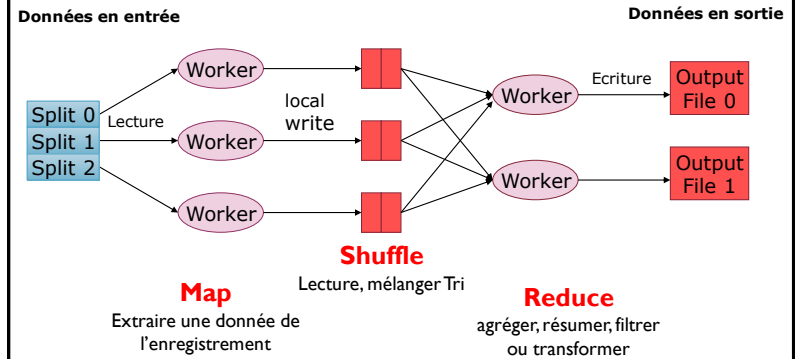 Données en entrée
Données en sortie
Split 0
Split 1
Split 2
Lecture
Worker
Worker
Worker
local
write
Worker
Worker
Ecriture
Output
File 0
Output
File 1
Map
Extraire une donnée de
l'enregistrement
Shuffle
Lecture, mélanger Tri
Reduce
agréger, résumer, filtrer
ou transformer